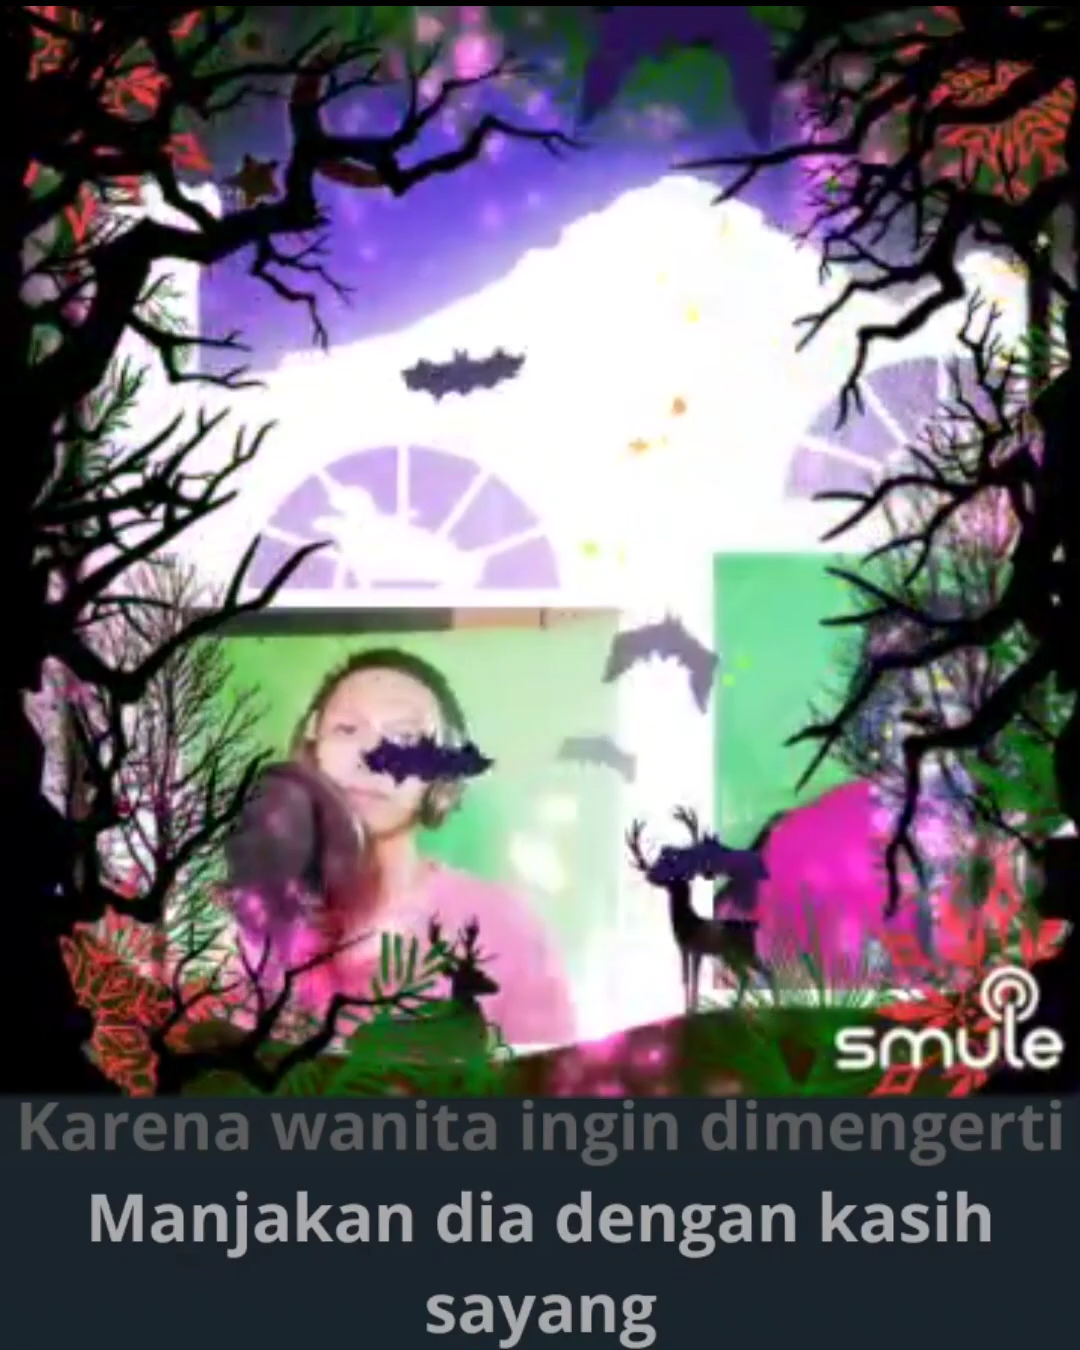 smule
Karena wanita ingin dimengerti
Manjakan dia dengan kasih
sayang